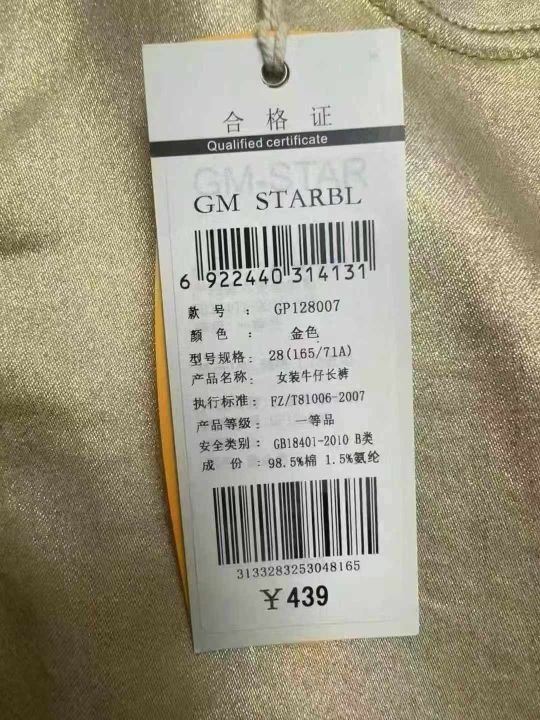 合格证
Qualified certificate
GM-STAR
GM STARBL
6 922440 314131
款号: GP128007
颜色: 金色
型号规格: 28(165/71A)
产品名称: 女装牛仔长裤
执行标准: FZ/T81006-2007
产品等级: 一等品
安全类别: GB18401-2010 B类
成份: 98.5%棉 1.5%氨纶
3133283253048165
￥439